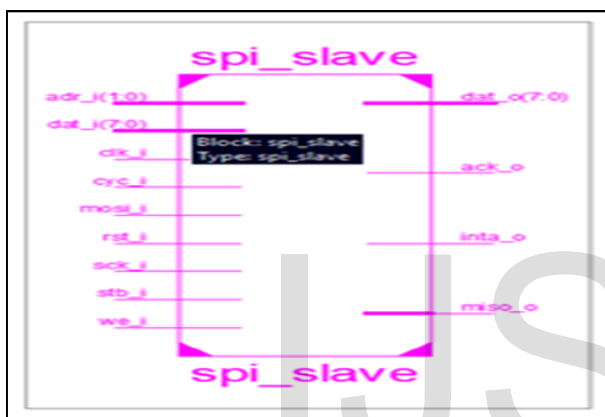 spi_slave
adr_i(1:0)
dat_o(7:0)
dat_i(7:0)
Block: spi_slave
Type: spi_slave
clk_i
ack_o
cyc_i
mosi_i
rst_i
inta_o
sck_i
stb_i
miso_o
we_i
spi_slave
IJS